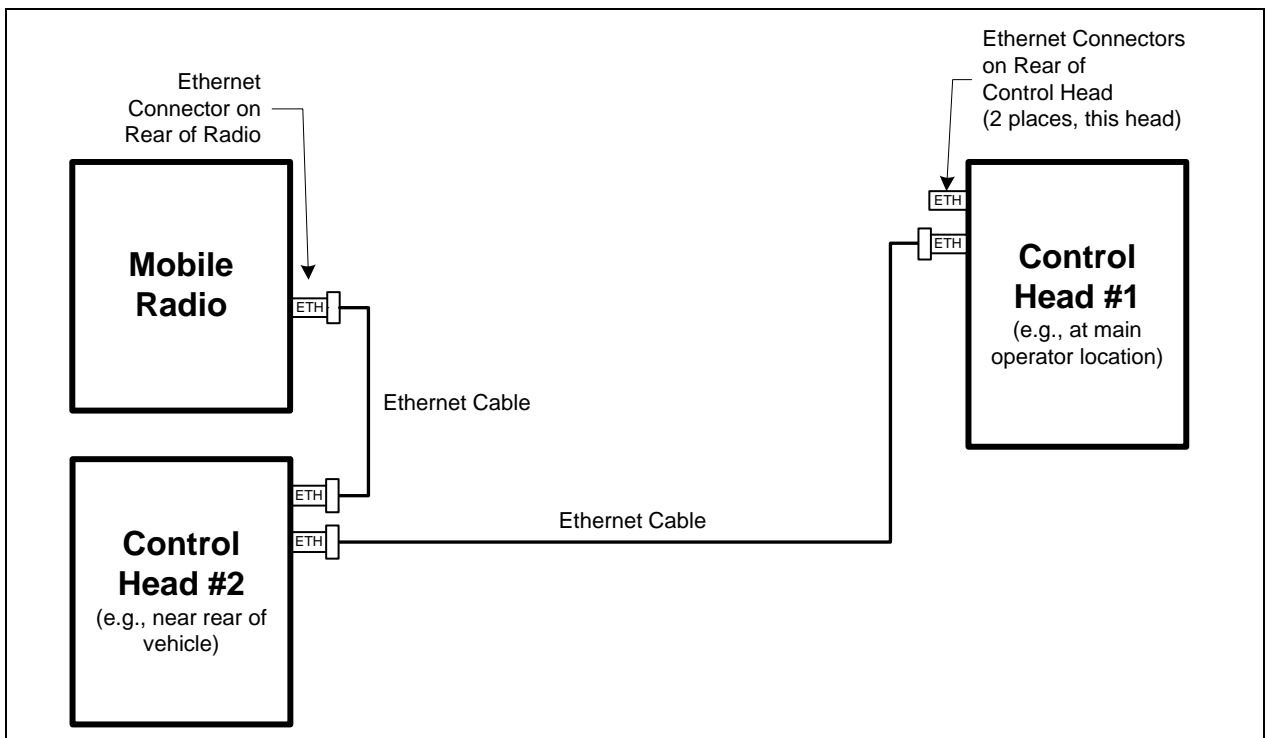 Ethernet Connectors
on Rear of
Control Head
(2 places, this head)
Ethernet
Connector on
Rear of Radio
ETH
ETH
Mobile
Radio
Control
Head #1
(e.g., at main
operator location)
ETH
Ethernet Cable
ETH
Ethernet Cable
ETH
Control
Head #2
(e.g., near rear of
vehicle)